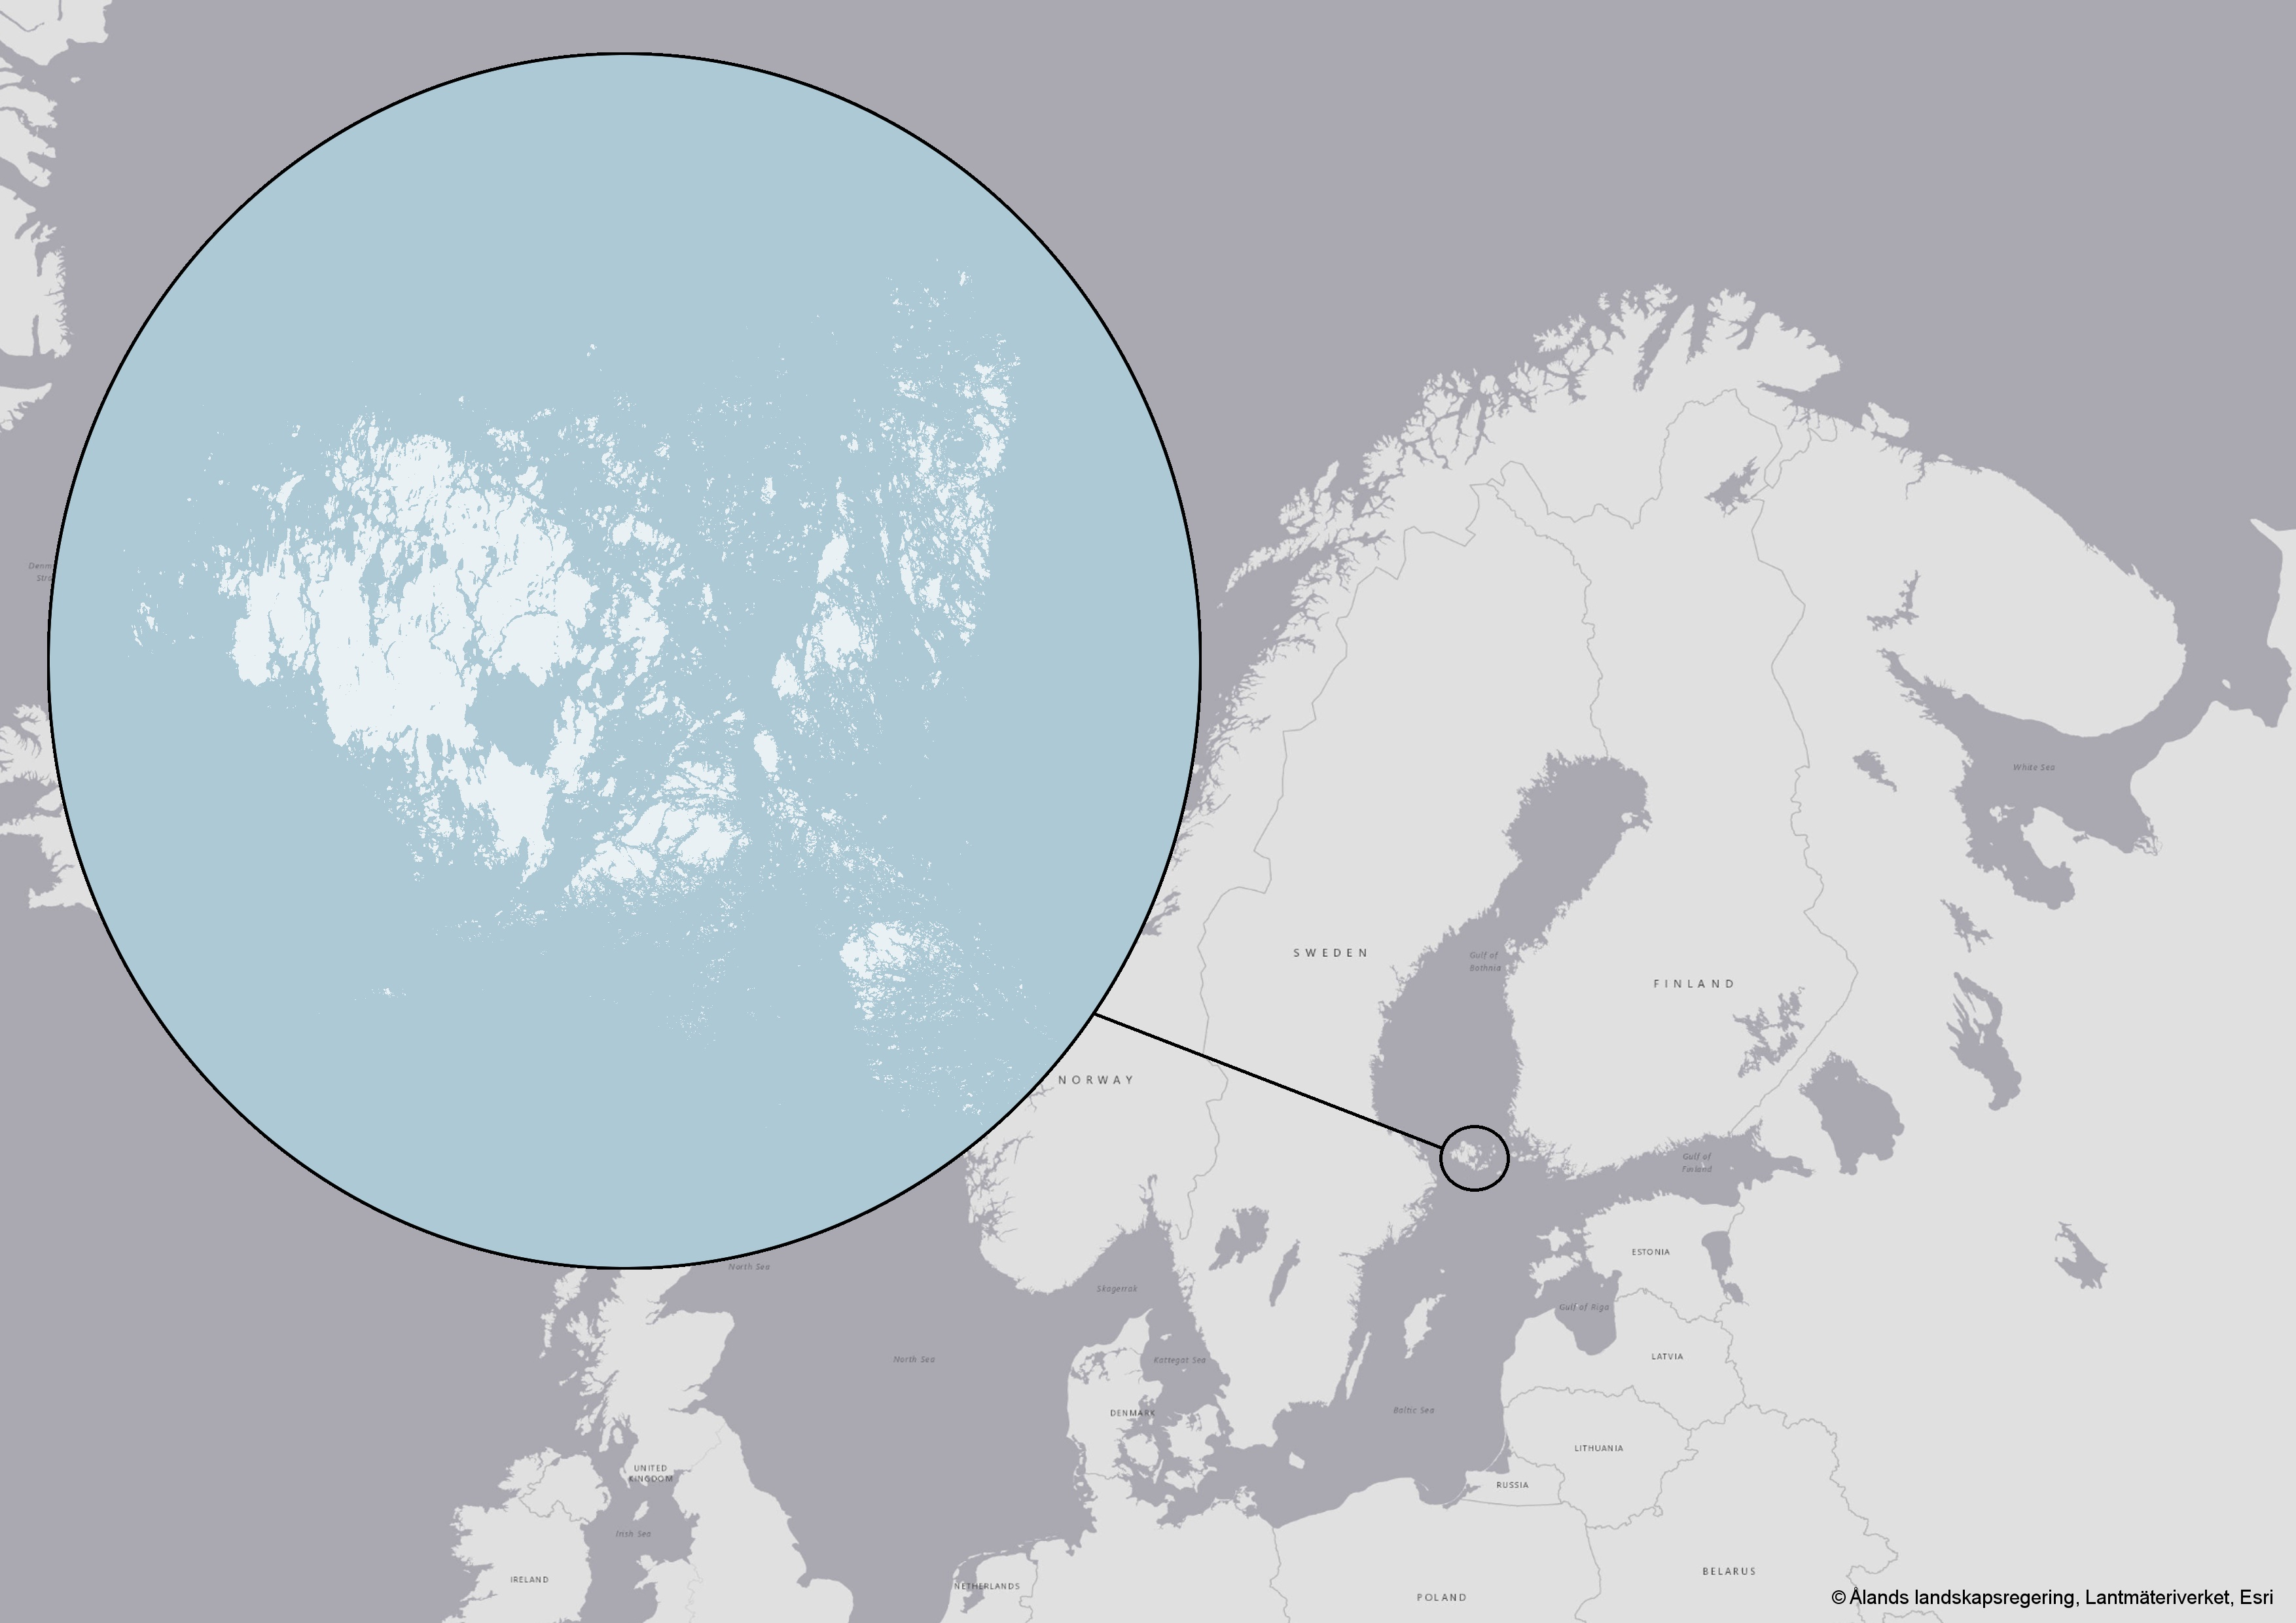 Denm
Stra
SWEDEN
Gulf of
Bothnia
FINLAND
White Sea
NORWAY
Gulf of
Finland
ESTONIA
North Sea
Skagerrak
Gulf of Riga
North Sea
Kattegat Sea
LATVIA
DENMARK
Baltic Sea
LITHUANIA
UNITED
KINGDOM
RUSSIA
Irish Sea
IRELAND
NETHERLANDS
BELARUS
POLAND
© Ålands landskapsregering, Lantmäteriverket, Esri